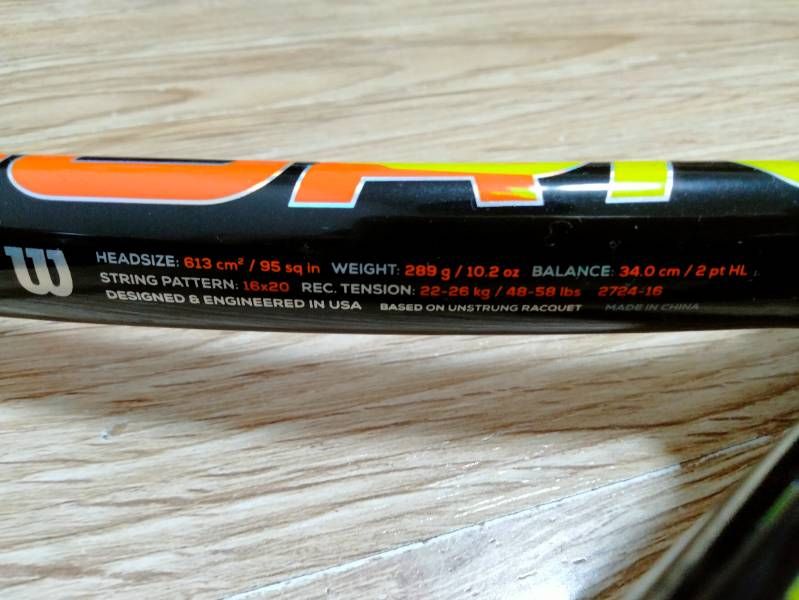 HEADSIZE: 613 cm² / 95 sq in WEIGHT: 289 g / 10.2 oz BALANCE: 34.0 cm / 2 pt HL
STRING PATTERN: 16x20 REC. TENSION: 22-26 kg / 48-58 lbs 2724-16
DESIGNED & ENGINEERED IN USA BASED ON UNSTRUNG RACQUET MADE IN CHINA